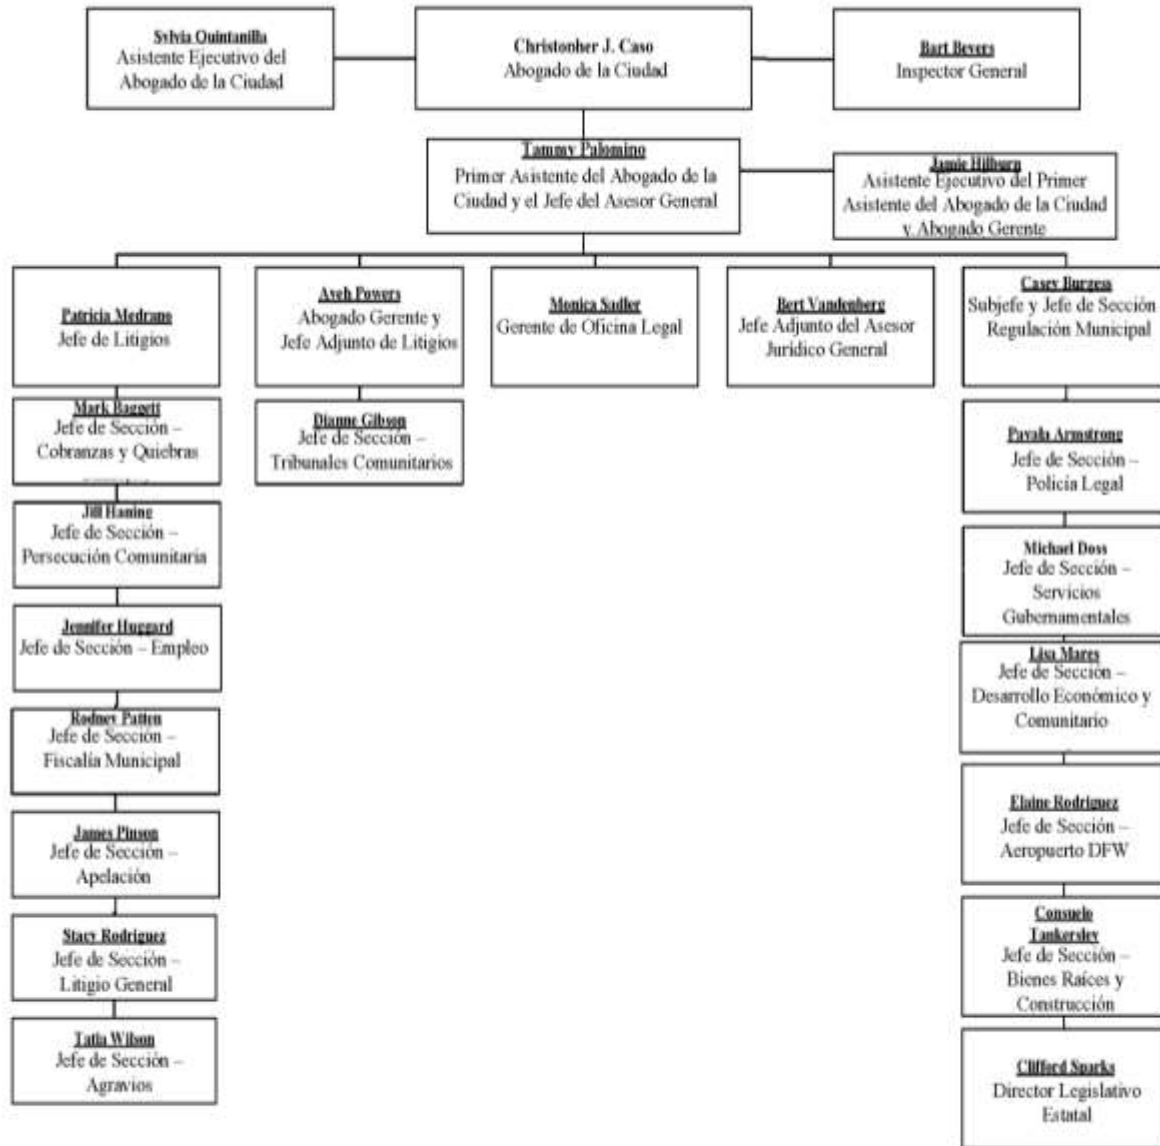 Sylvia Quintanilla
Asistente Ejecutivo del
Abogado de la Ciudad
Christopher J. Caso
Abogado de la Ciudad
Bart Bevers
Inspector General
Tammy Palomino
Primer Asistente del Abogado de la
Ciudad y el Jefe del Asesor General
Jamie Hilburn
Asistente Ejecutivo del Primer
Asistente del Abogado de la Ciudad
y Abogado Gerente
Patricia Medrano
Jefe de Litigios
Ayeh Powers
Abogado Gerente y
Jefe Adjunto de Litigios
Monica Sadler
Gerente de Oficina Legal
Bert Vandenberg
Jefe Adjunto del Asesor
Jurídico General
Casey Burgess
Subjefe y Jefe de Sección
Regulación Municipal
Mark Baggett
Jefe de Sección –
Cobranzas y Quiebras
Dianne Gibson
Jefe de Sección –
Tribunales Comunitarios
Pavala Armstrong
Jefe de Sección –
Policía Legal
Jill Haning
Jefe de Sección –
Persecución Comunitaria
Michael Doss
Jefe de Sección –
Servicios
Gubernamentales
Jennifer Huggard
Jefe de Sección – Empleo
Lisa Mares
Jefe de Sección –
Desarrollo Económico y
Comunitario
Rodney Patten
Jefe de Sección –
Fiscalía Municipal
Elaine Rodriguez
Jefe de Sección –
Aeropuerto DFW
James Pinson
Jefe de Sección –
Apelación
Consuelo
Tankersley
Jefe de Sección –
Bienes Raíces y
Construcción
Stacy Rodriguez
Jefe de Sección –
Litigio General
Tatia Wilson
Jefe de Sección –
Agravios
Clifford Sparks
Director Legislativo
Estatal